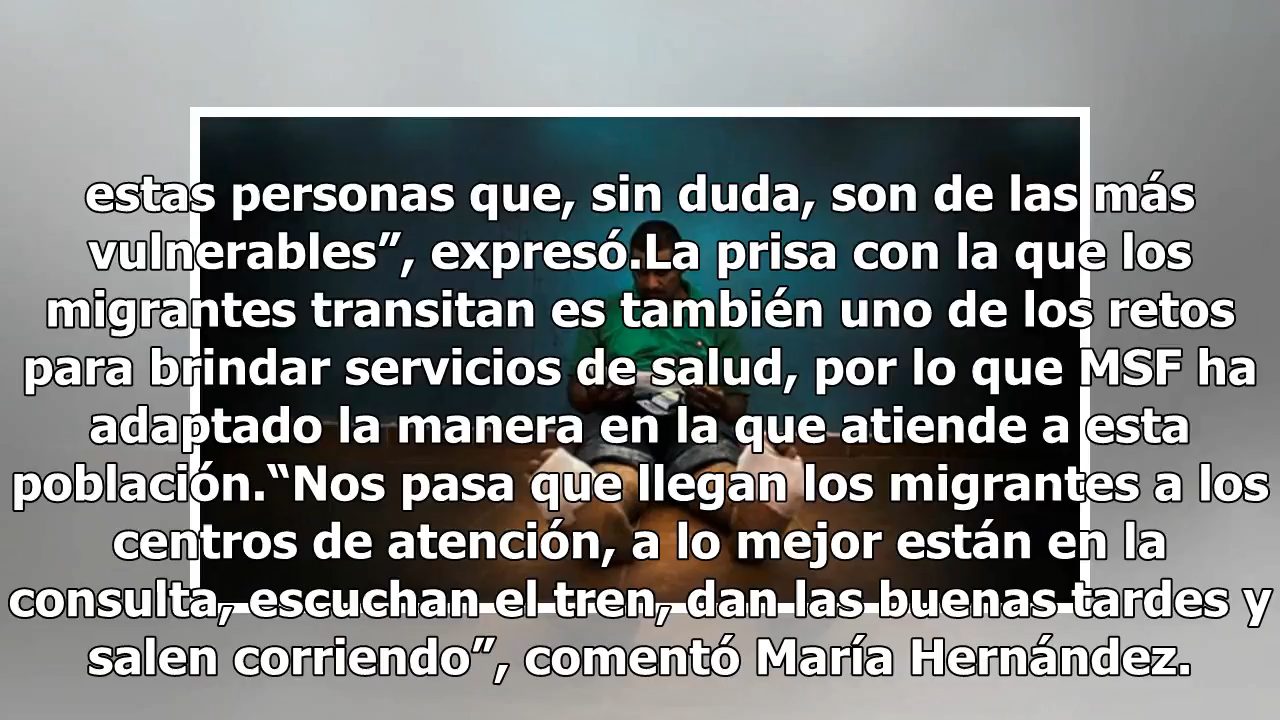 estas personas que, sin duda, son de las más
vulnerables”, expresó.La prisa con la que los
migrantes transitan es también uno de los retos
para brindar servicios de salud, por lo que MSF ha
adaptado la manera en la que atiende a esta
población.“Nos pasa que llegan los migrantes a los
centros de atención, a lo mejor están en la
consulta, escuchan el tren, dan las buenas tardes y
salen corriendo”, comentó María Hernández.